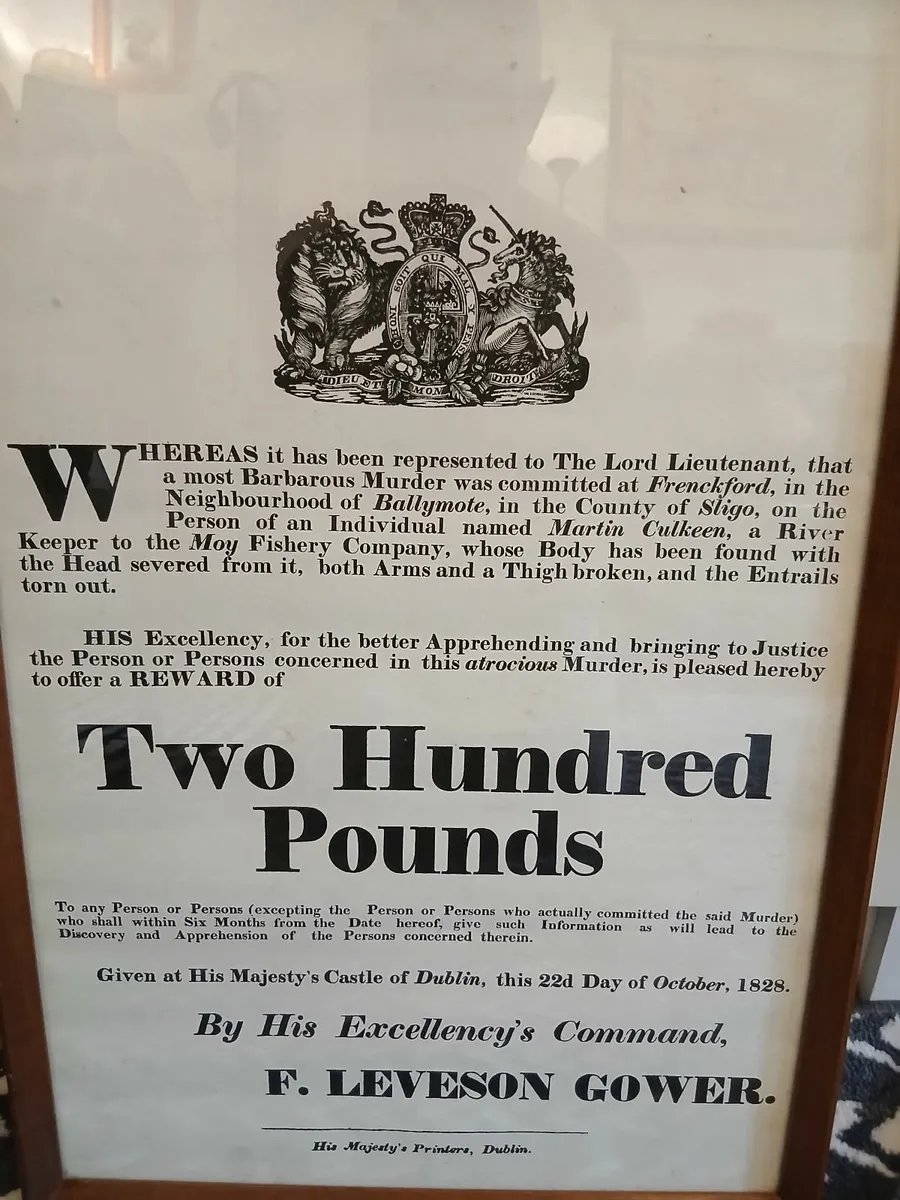 HONI SOIT QUI MAL Y PENSE
DIEU ET MON DROIT
WHEREAS it has been represented to The Lord Lieutenant, that
a most Barbarous Murder was committed at Frenckford, in the
Neighbourhood of Ballymote, in the County of Sligo, on the
Person of an Individual named Martin Culkeen, a River
Keeper to the Moy Fishery Company, whose Body has been found with
the Head severed from it, both Arms and a Thigh broken, and the Entrails
torn out.
HIS Excellency, for the better Apprehending and bringing to Justice
the Person or Persons concerned in this atrocious Murder, is pleased hereby
to offer a REWARD of
Two Hundred
Pounds
To any Person or Persons (excepting the Person or Persons who actually committed the said Murder)
who shall within Six Months from the Date hereof, give such Information as will lead to the
Discovery and Apprehension of the Persons concerned therein.
Given at His Majesty's Castle of Dublin, this 22d Day of October, 1828.
By His Excellency's Command,
F. LEVESON GOWER.
His Majesty's Printers, Dublin.